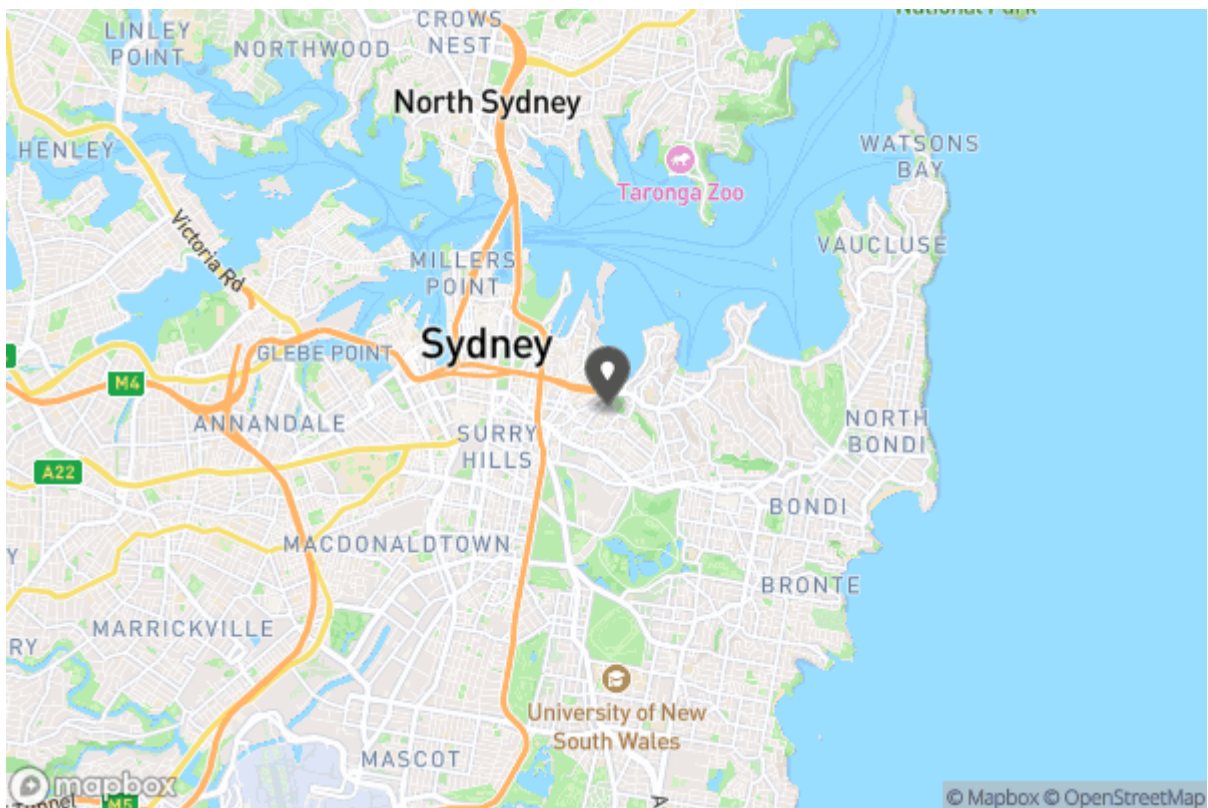 National Park
CROWS
NEST
LINLEY
POINT
NORTHWOOD
North Sydney
HENLEY
WATSONS
BAY
Taronga Zoo
Victoria Rd
VAUCLUSE
MILLERS
POINT
Sydney
GLEBE POINT
M4
ANNANDALE
NORTH
BONDI
SURRY
HILLS
A22
BONDI
MACDONALDTOWN
BRONTE
MARRICKVILLE
RY
University of New
South Wales
MASCOT
mapbox
Tunnel
M5
© Mapbox © OpenStreetMap